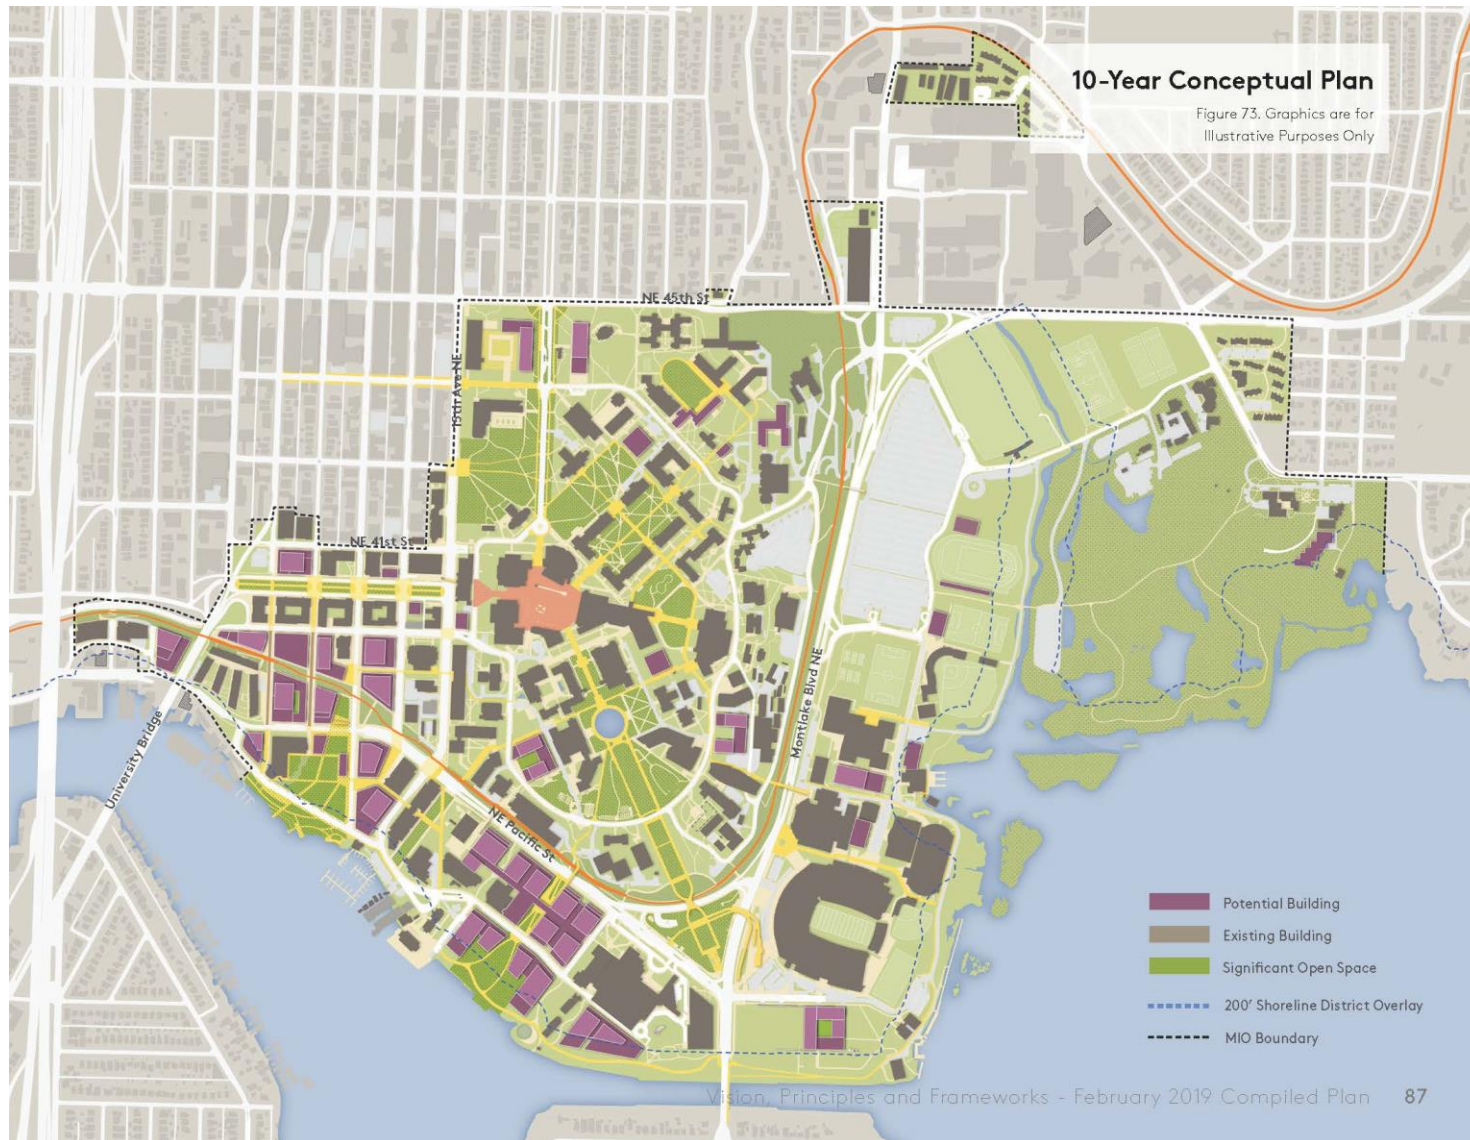 10-Year Conceptual Plan
Figure 73. Graphics are for
Illustrative Purposes Only
NE 45th St
15th Ave NE
NE 41st St
Montlake Blvd NE
University Bridge
NE Pacific St
Potential Building
Existing Building
Significant Open Space
200' Shoreline District Overlay
MIO Boundary
Vision, Principles and Frameworks - February 2019 Compiled Plan 87